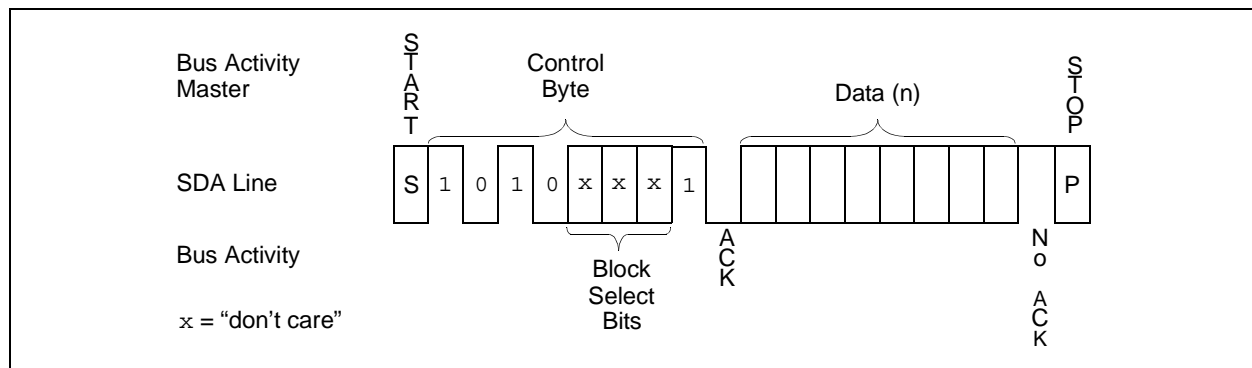 Bus Activity
Master
START
Control
Byte
Data (n)
STOP
SDA Line
S 1 0 1 0 x x x 1 P
Bus Activity
ACK
No ACK
Block
Select
Bits
x = “don’t care”